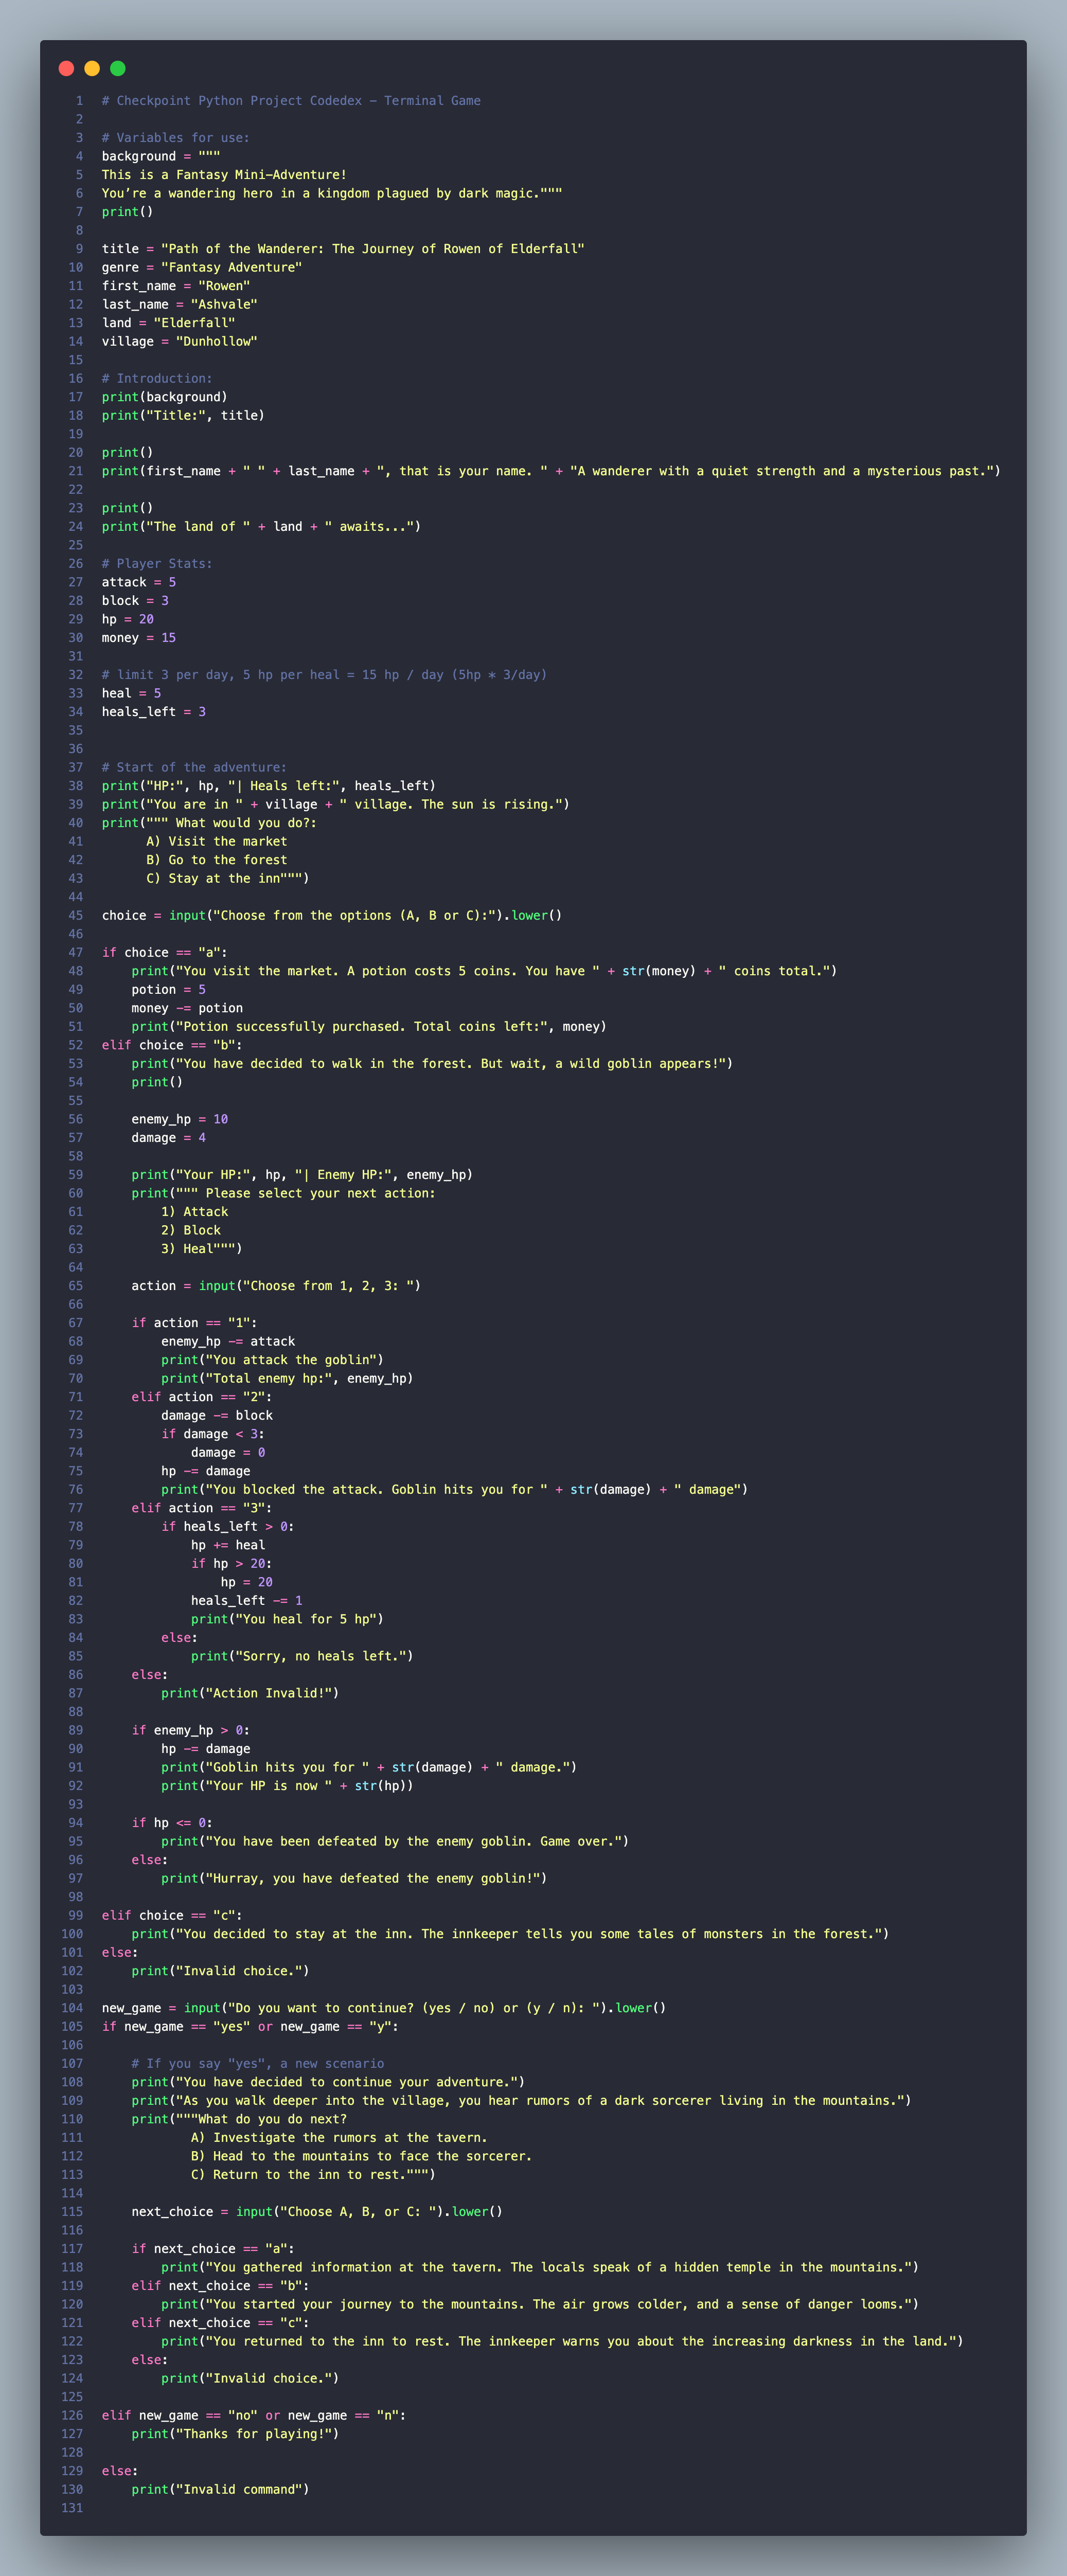 1 # Checkpoint Python Project Codedex - Terminal Game
2
3 # Variables for use:
4 background = """
5 This is a Fantasy Mini-Adventure!
6 You’re a wandering hero in a kingdom plagued by dark magic."""
7 print()
8
9 title = "Path of the Wanderer: The Journey of Rowen of Elderfall"
10 genre = "Fantasy Adventure"
11 first_name = "Rowen"
12 last_name = "Ashvale"
13 land = "Elderfall"
14 village = "Dunhollow"
15
16 # Introduction:
17 print(background)
18 print("Title:", title)
19
20 print()
21 print(first_name + " " + last_name + ", that is your name. " + "A wanderer with a quiet strength and a mysterious past.")
22
23 print()
24 print("The land of " + land + " awaits...")
25
26 # Player Stats:
27 attack = 5
28 block = 3
29 hp = 20
30 money = 15
31
32 # limit 3 per day, 5 hp per heal = 15 hp / day (5hp * 3/day)
33 heal = 5
34 heals_left = 3
35
36
37 # Start of the adventure:
38 print("HP:", hp, "| Heals left:", heals_left)
39 print("You are in " + village + " village. The sun is rising.")
40 print(""" What would you do?:
41       A) Visit the market
42       B) Go to the forest
43       C) Stay at the inn""")
44
45 choice = input("Choose from the options (A, B or C):").lower()
46
47 if choice == "a":
48     print("You visit the market. A potion costs 5 coins. You have " + str(money) + " coins total.")
49     potion = 5
50     money -= potion
51     print("Potion successfully purchased. Total coins left:", money)
52 elif choice == "b":
53     print("You have decided to walk in the forest. But wait, a wild goblin appears!")
54     print()
55
56     enemy_hp = 10
57     damage = 4
58
59     print("Your HP:", hp, "| Enemy HP:", enemy_hp)
60     print(""" Please select your next action:
61         1) Attack
62         2) Block
63         3) Heal""")
64
65     action = input("Choose from 1, 2, 3: ")
66
67     if action == "1":
68         enemy_hp -= attack
69         print("You attack the goblin")
70         print("Total enemy hp:", enemy_hp)
71     elif action == "2":
72         damage -= block
73         if damage < 3:
74             damage = 0
75         hp -= damage
76         print("You blocked the attack. Goblin hits you for " + str(damage) + " damage")
77     elif action == "3":
78         if heals_left > 0:
79             hp += heal
80             if hp > 20:
81                 hp = 20
82             heals_left -= 1
83             print("You heal for 5 hp")
84         else:
85             print("Sorry, no heals left.")
86     else:
87         print("Action Invalid!")
88
89     if enemy_hp > 0:
90         hp -= damage
91         print("Goblin hits you for " + str(damage) + " damage.")
92         print("Your HP is now " + str(hp))
93
94     if hp <= 0:
95         print("You have been defeated by the enemy goblin. Game over.")
96     else:
97         print("Hurray, you have defeated the enemy goblin!")
98
99 elif choice == "c":
100     print("You decided to stay at the inn. The innkeeper tells you some tales of monsters in the forest.")
101 else:
102     print("Invalid choice.")
103
104 new_game = input("Do you want to continue? (yes / no) or (y / n): ").lower()
105 if new_game == "yes" or new_game == "y":
106
107     # If you say "yes", a new scenario
108     print("You have decided to continue your adventure.")
109     print("As you walk deeper into the village, you hear rumors of a dark sorcerer living in the mountains.")
110     print("""What do you do next?
111             A) Investigate the rumors at the tavern.
112             B) Head to the mountains to face the sorcerer.
113             C) Return to the inn to rest.""")
114
115     next_choice = input("Choose A, B, or C: ").lower()
116
117     if next_choice == "a":
118         print("You gathered information at the tavern. The locals speak of a hidden temple in the mountains.")
119     elif next_choice == "b":
120         print("You started your journey to the mountains. The air grows colder, and a sense of danger looms.")
121     elif next_choice == "c":
122         print("You returned to the inn to rest. The innkeeper warns you about the increasing darkness in the land.")
123     else:
124         print("Invalid choice.")
125
126 elif new_game == "no" or new_game == "n":
127     print("Thanks for playing!")
128
129 else:
130     print("Invalid command")
131